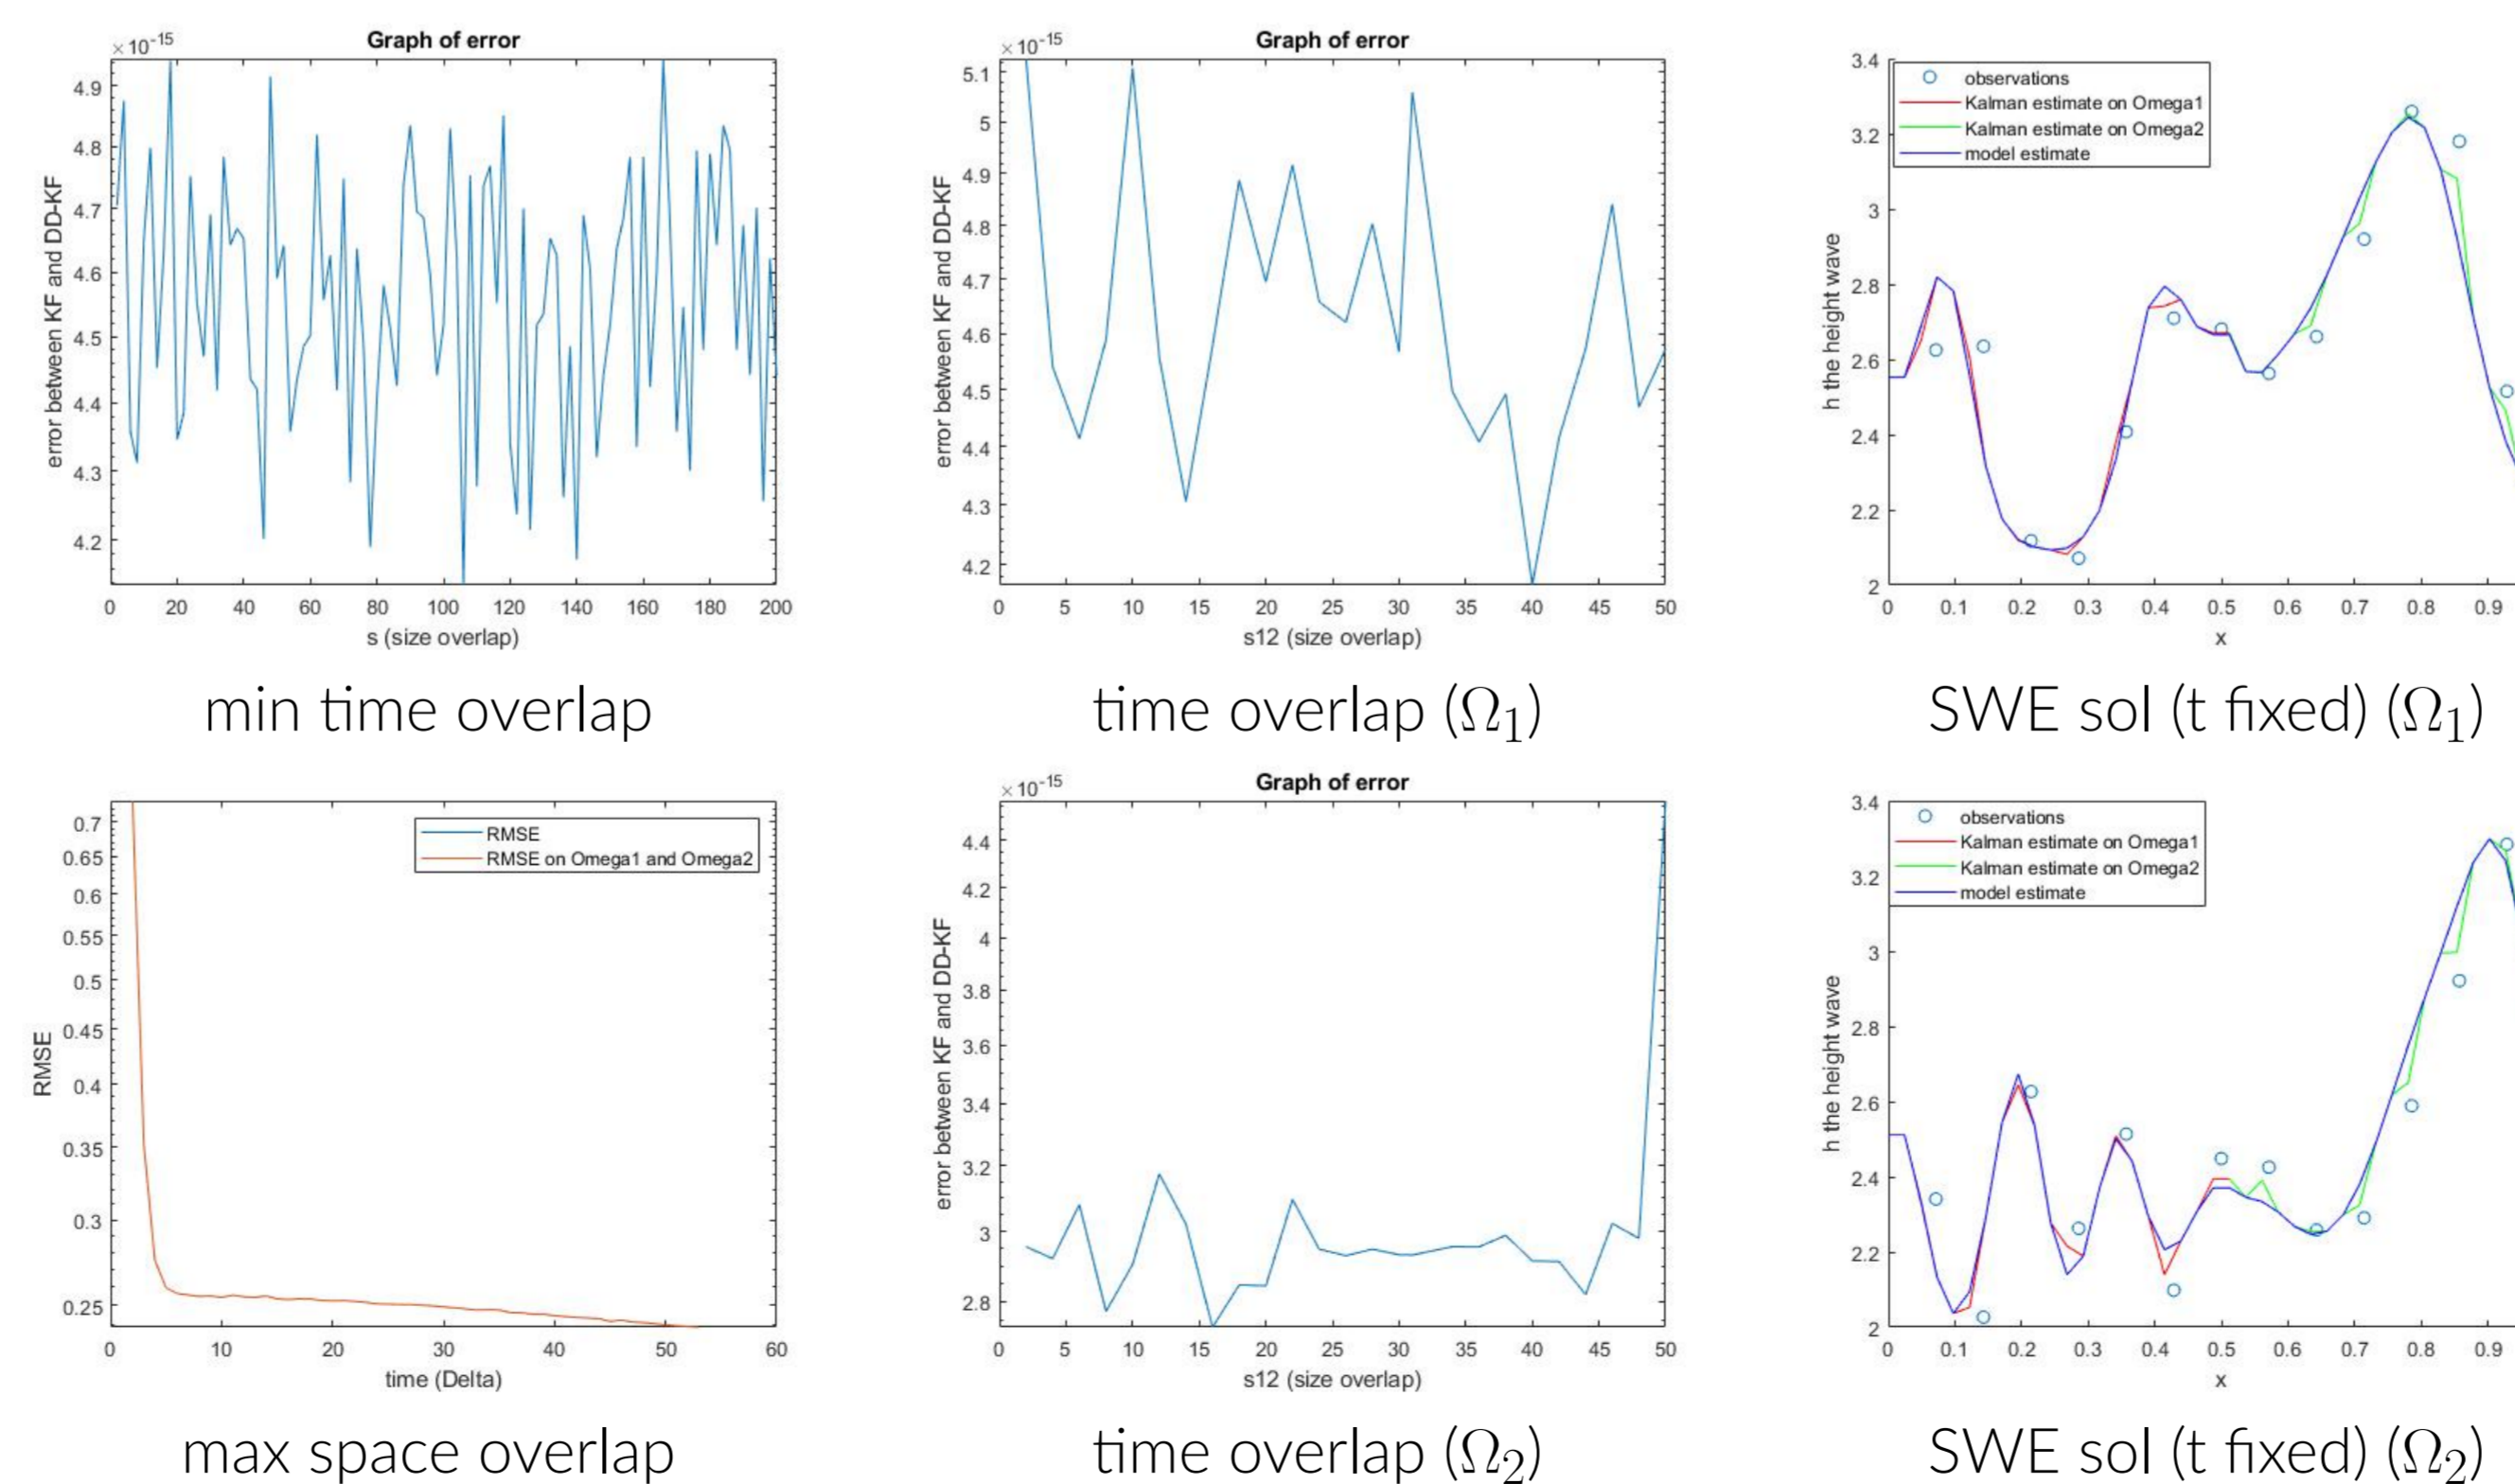 Graph of error
×10-15
4.9
4.8
4.7
4.6
4.5
4.4
4.3
4.2
error between KF and DD-KF
0 20 40 60 80 100 120 140 160 180 200
s (size overlap)
min time overlap
Graph of error
×10-15
5.1
5
4.9
4.8
4.7
4.6
4.5
4.4
4.3
4.2
error between KF and DD-KF
0 5 10 15 20 25 30 35 40 45 50
s12 (size overlap)
time overlap (Ω1)
3.4
3.2
3
2.8
2.6
2.4
2.2
2
h the height wave
observations
Kalman estimate on Omega1
Kalman estimate on Omega2
model estimate
0 0.1 0.2 0.3 0.4 0.5 0.6 0.7 0.8 0.9
x
SWE sol (t fixed) (Ω1)
0.7
0.65
0.6
0.55
0.5
0.45
0.4
0.35
0.3
0.25
RMSE
RMSE
RMSE on Omega1 and Omega2
0 10 20 30 40 50 60
time (Delta)
max space overlap
Graph of error
×10-15
4.4
4.2
4
3.8
3.6
3.4
3.2
3
2.8
error between KF and DD-KF
0 5 10 15 20 25 30 35 40 45 50
s12 (size overlap)
time overlap (Ω2)
3.4
3.2
3
2.8
2.6
2.4
2.2
2
h the height wave
observations
Kalman estimate on Omega1
Kalman estimate on Omega2
model estimate
0 0.1 0.2 0.3 0.4 0.5 0.6 0.7 0.8 0.9
x
SWE sol (t fixed) (Ω2)